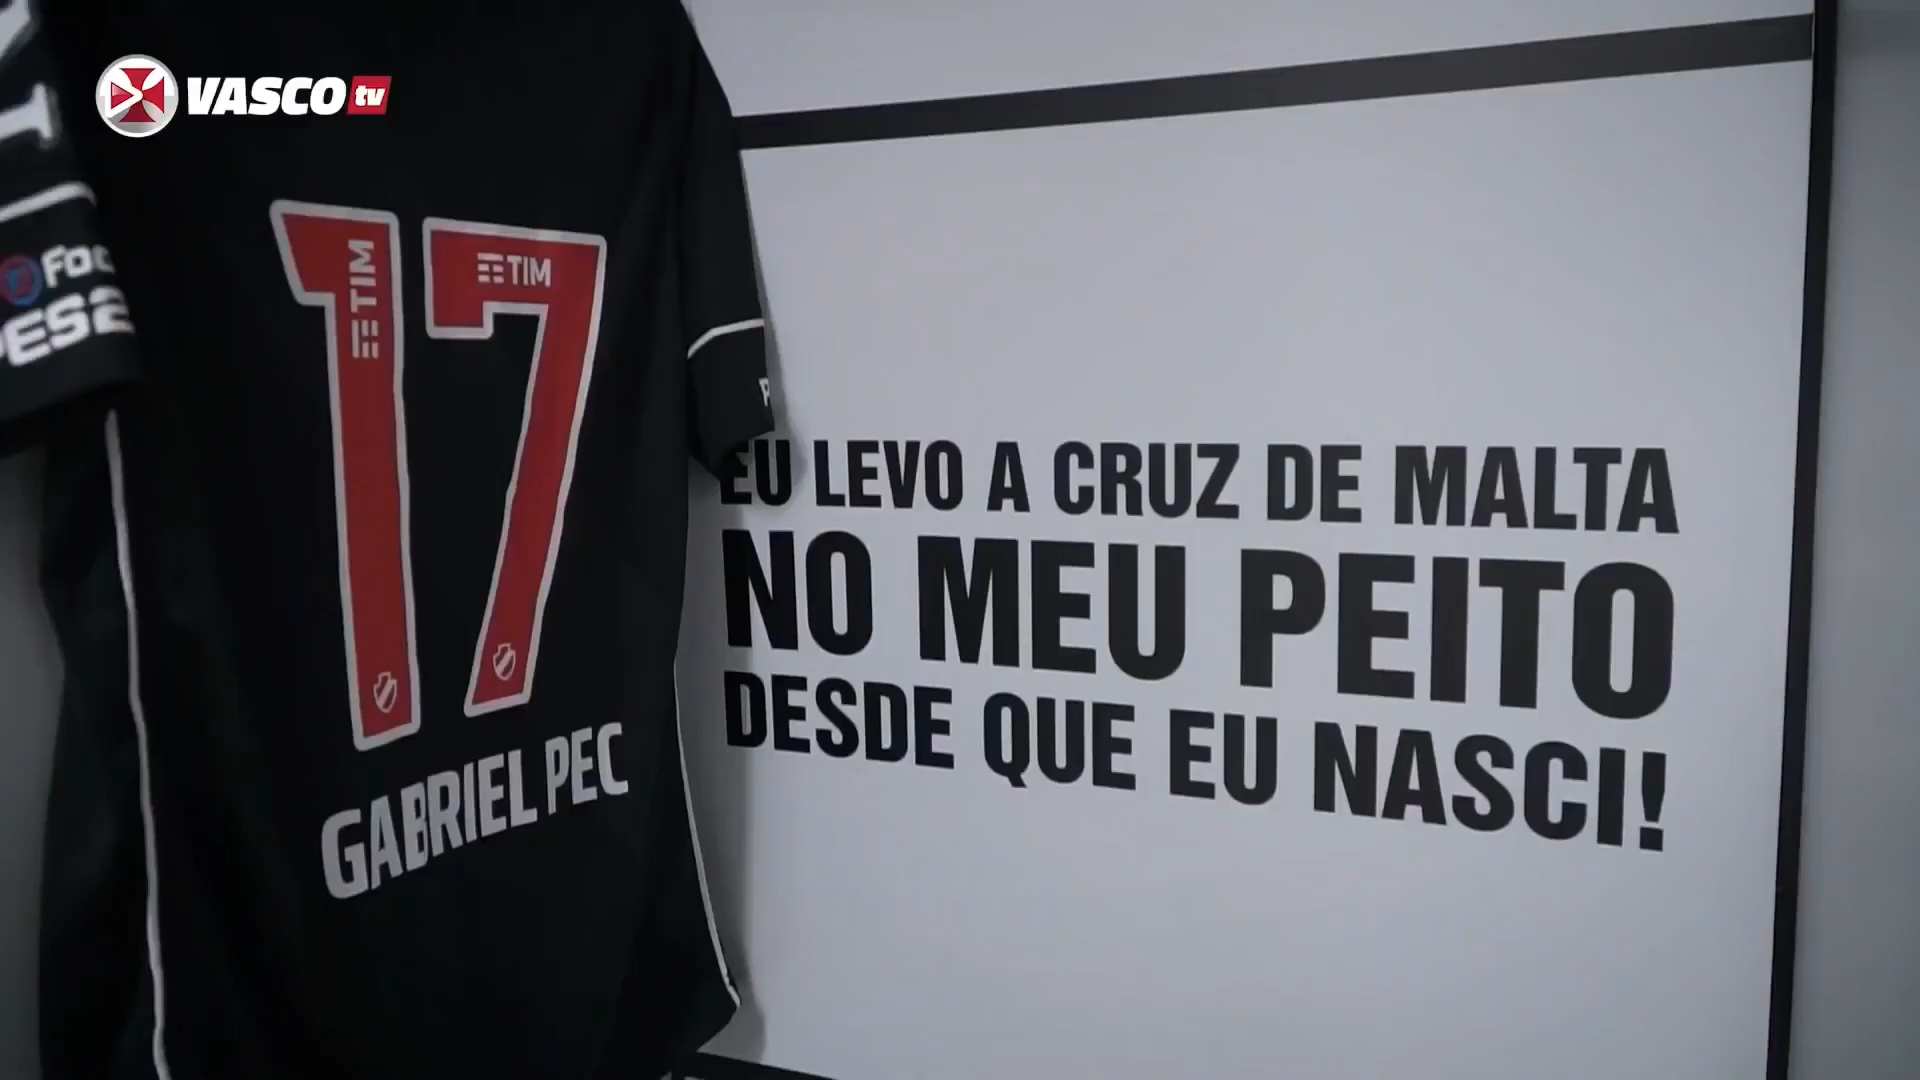 VASCO tv
17
TIM
TIM
GABRIEL PEC
EU LEVO A CRUZ DE MALTA
NO MEU PEITO
DESDE QUE EU NASCI!